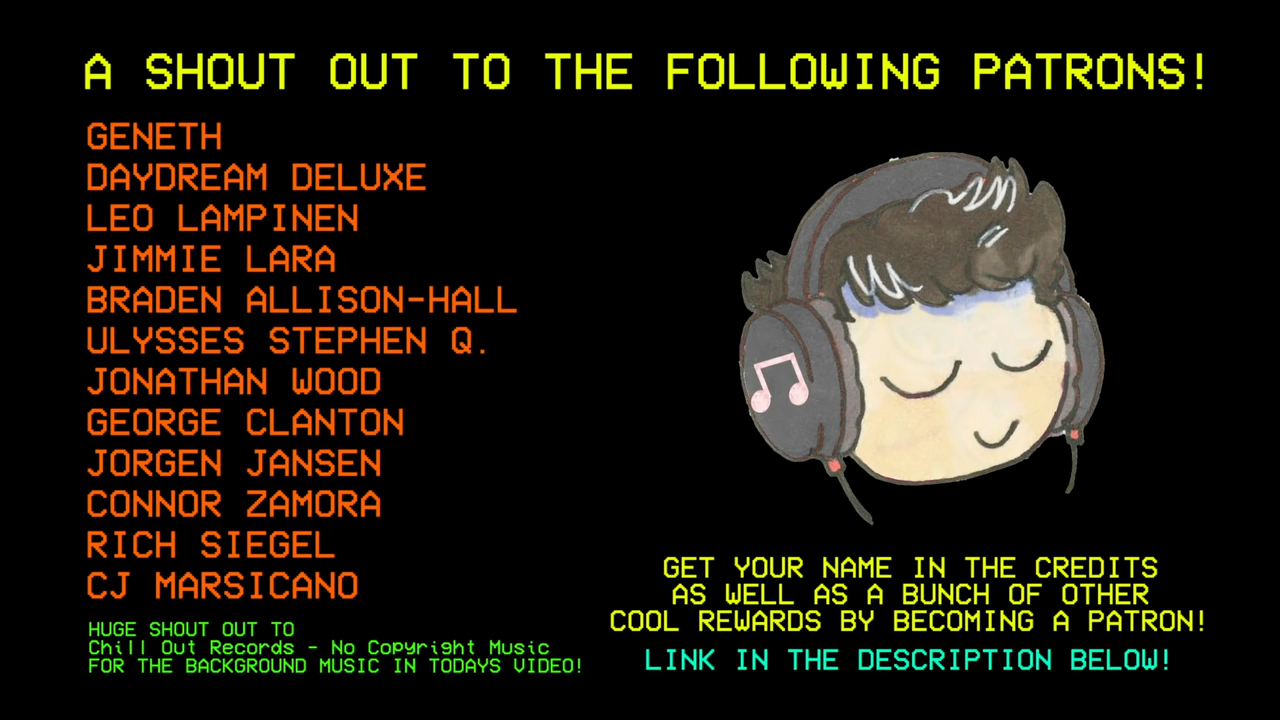 A SHOUT OUT TO THE FOLLOWING PATRONS!
GENETH
DAYDREAM DELUXE
LEO LAMPINEN
JIMMIE LARA
BRADEN ALLISON-HALL
ULYSSES STEPHEN Q.
JONATHAN WOOD
GEORGE CLANTON
JORGEN JANSEN
CONNOR ZAMORA
RICH SIEGEL
CJ MARSICANO
HUGE SHOUT OUT TO
Chill Out Records - No Copyright Music
FOR THE BACKGROUND MUSIC IN TODAYS VIDEO!
GET YOUR NAME IN THE CREDITS
AS WELL AS A BUNCH OF OTHER
COOL REWARDS BY BECOMING A PATRON!
LINK IN THE DESCRIPTION BELOW!